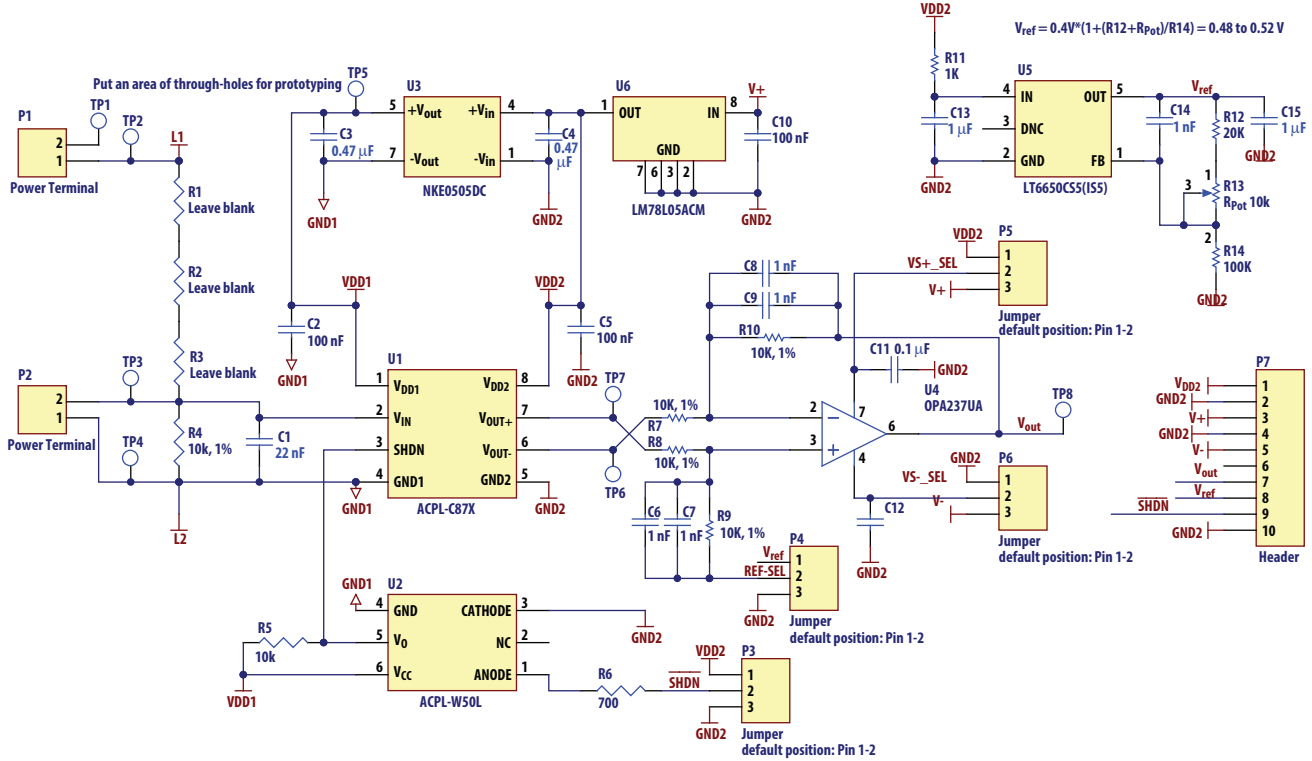 VDD2
Vref = 0.4V*(1+(R12+RPot)/R14) = 0.48 to 0.52 V
Put an area of through-holes for prototyping
TP5
P1
TP1
TP2
2
1
Power Terminal
L1
R1
Leave blank
R2
Leave blank
R3
Leave blank
U3
5
+Vout
+Vin
4
7
-Vout
-Vin
1
NKE0505DC
C3
0.47 μF
GND1
C4
0.47
μF
GND2
U6
1
OUT
IN
8
GND
7
6
3
2
LM78L05ACM
V+
C10
100 nF
GND2
R11
1K
C13
1 μF
GND2
U5
4
IN
OUT
5
3
DNC
2
GND
FB
1
LT6650CS5(IS5)
Vref
C14
1 nF
R12
20K
C15
1 μF
GND2
1
3
R13
RPot 10k
2
R14
100K
GND2
VDD1
C2
100 nF
GND1
VDD2
C5
100 nF
GND2
P2
TP3
2
1
Power Terminal
TP4
R4
10k, 1%
C1
22 nF
L2
U1
1
VDD1
VDD2
8
2
VIN
VOUT+
7
3
SHDN
VOUT-
6
4
GND1
GND2
5
ACPL-C87X
GND1
GND2
TP7
TP6
10K, 1%
R7
R8
10K, 1%
C8
1 nF
C9
1 nF
R10
10K, 1%
C11 0.1 μF
GND2
U4
OPA237UA
2
3
7
6
4
Vout
TP8
C6
1 nF
C7
1 nF
R9
10K, 1%
C12
GND2
P5
VDD2
VS+_SEL
V+
1
2
3
Jumper
default position: Pin 1-2
P6
GND2
VS-_SEL
V-
1
2
3
Jumper
default position: Pin 1-2
P4
Vref
REF-SEL
1
2
3
GND2
Jumper
default position: Pin 1-2
P7
VDD2
1
GND2
2
V+
3
GND2
4
V-
5
6
Vout
7
Vref
8
SHDN
9
GND2
10
Header
U2
GND1
4
GND
CATHODE
3
5
VO
NC
2
6
VCC
ANODE
1
ACPL-W50L
GND2
R5
10k
VDD1
R6
700
P3
VDD2
SHDN
1
2
3
GND2
Jumper
default position: Pin 1-2